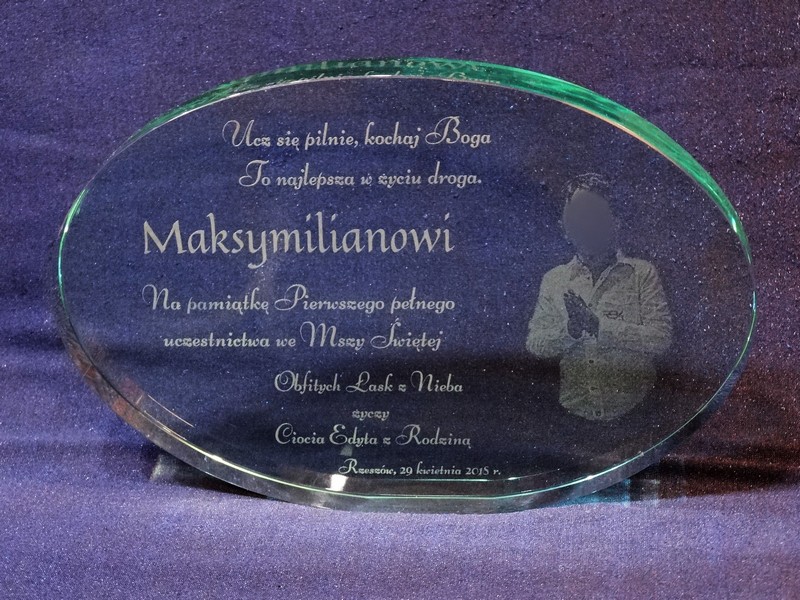 Ucz się pilnie, kochaj Boga
To najlepsza w życiu droga.
Maksymilianowi
Na pamiątkę Pierwszego pełnego
uczestnictwa we Mszy Świętej
Obfitych Łask z Nieba
życzy
Ciocia Edyta z Rodziną
Rzeszów, 29 kwietnia 2018 r.